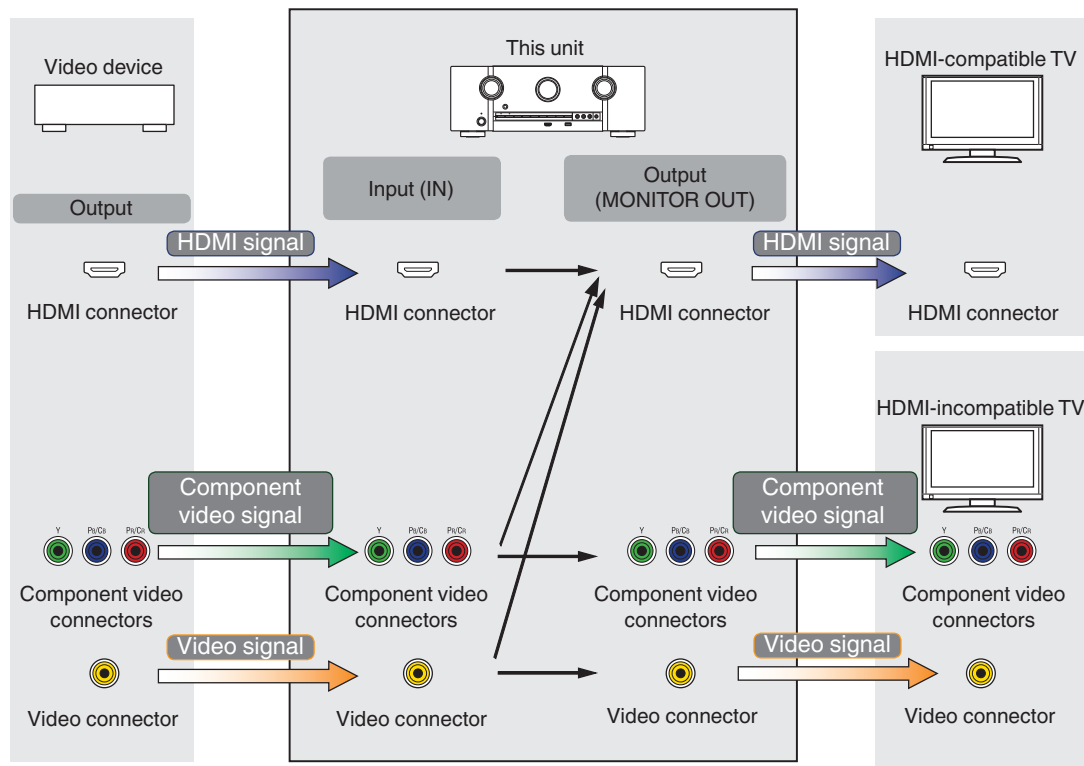 Video device
This unit
HDMI-compatible TV
Output
Input (IN)
Output
(MONITOR OUT)
HDMI signal
HDMI signal
HDMI connector
HDMI connector
HDMI connector
HDMI connector
HDMI-incompatible TV
Component
video signal
Component
video signal
Y PB/CB PR/CR
Y PB/CB PR/CR
Y PB/CB PR/CR
Y PB/CB PR/CR
Component video
connectors
Component video
connectors
Component video
connectors
Component video
connectors
Video signal
Video signal
Video connector
Video connector
Video connector
Video connector